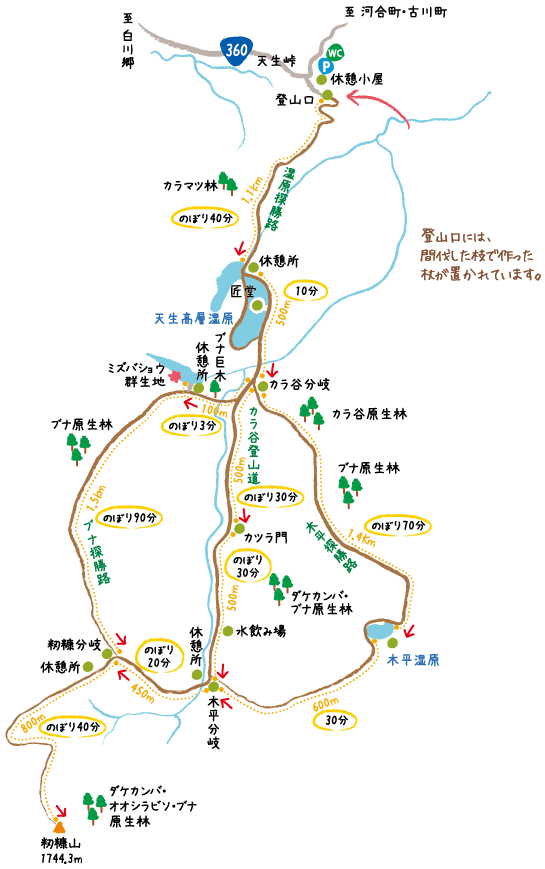 至 河合町・古川町
至白川郷
360
天生峠
WC
P
休憩小屋
登山口
湿原探勝路
カラマツ林
1.1km
のぼり40分
登山口には、
間伐した枝で作った
杖が置かれています。
休憩所
匠堂
10分
500m
天生高層湿原
ブナ巨木
休憩所
ミズバショウ
群生地
カラ谷分岐
100m
のぼり3分
カラ谷原生林
ブナ原生林
カラ谷登山道
500m
ブナ原生林
1.5km
のぼり90分
のぼり30分
のぼり70分
ブナ探勝路
カツラ門
木平探勝路
1.4Km
のぼり
30分
500m
ダケカンバ・
ブナ原生林
水飲み場
休憩所
籾糠分岐
休憩所
のぼり
20分
木平湿原
450m
木平分岐
600m
30分
800m
のぼり40分
ダケカンバ・
オオシラビソ・ブナ
原生林
籾糠山
1744.3m